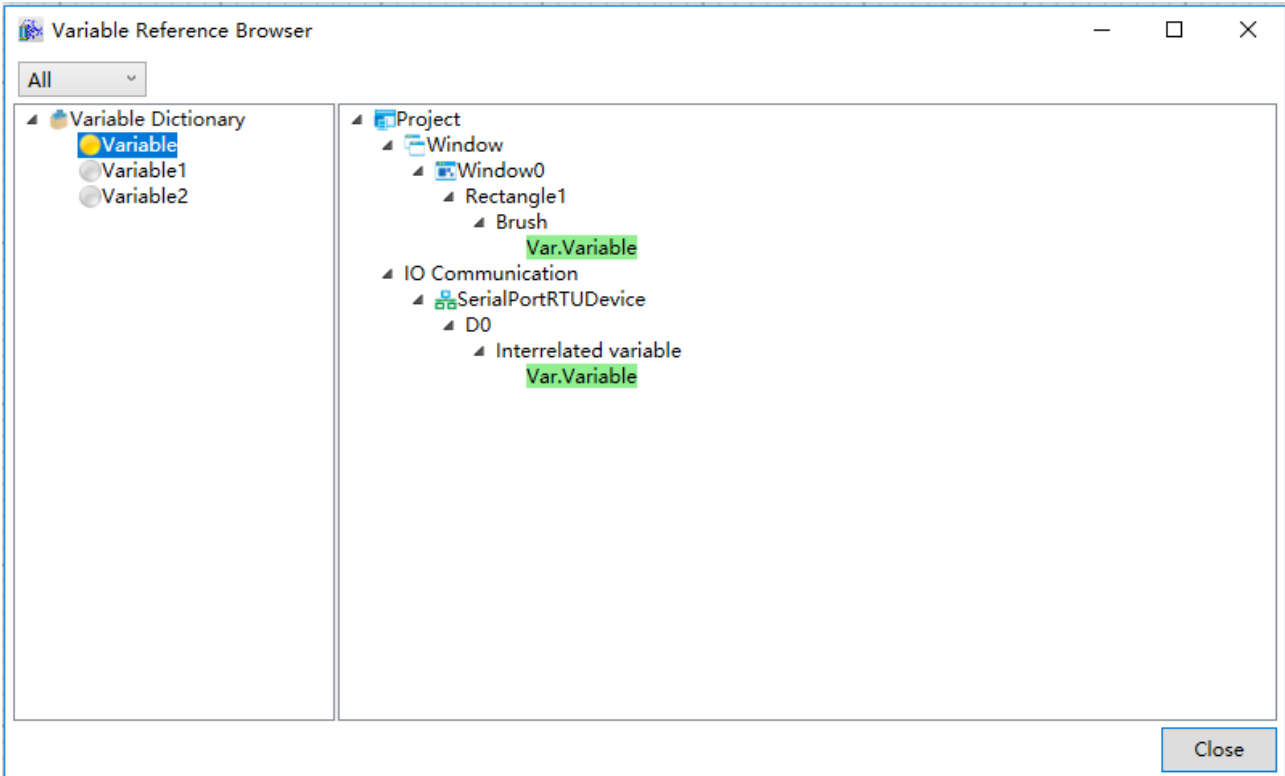 Variable Reference Browser
All
Variable Dictionary
Variable
Variable1
Variable2
Project
Window
Window0
Rectangle1
Brush
Var.Variable
IO Communication
SerialPortRTUDevice
D0
Interrelated variable
Var.Variable
Close